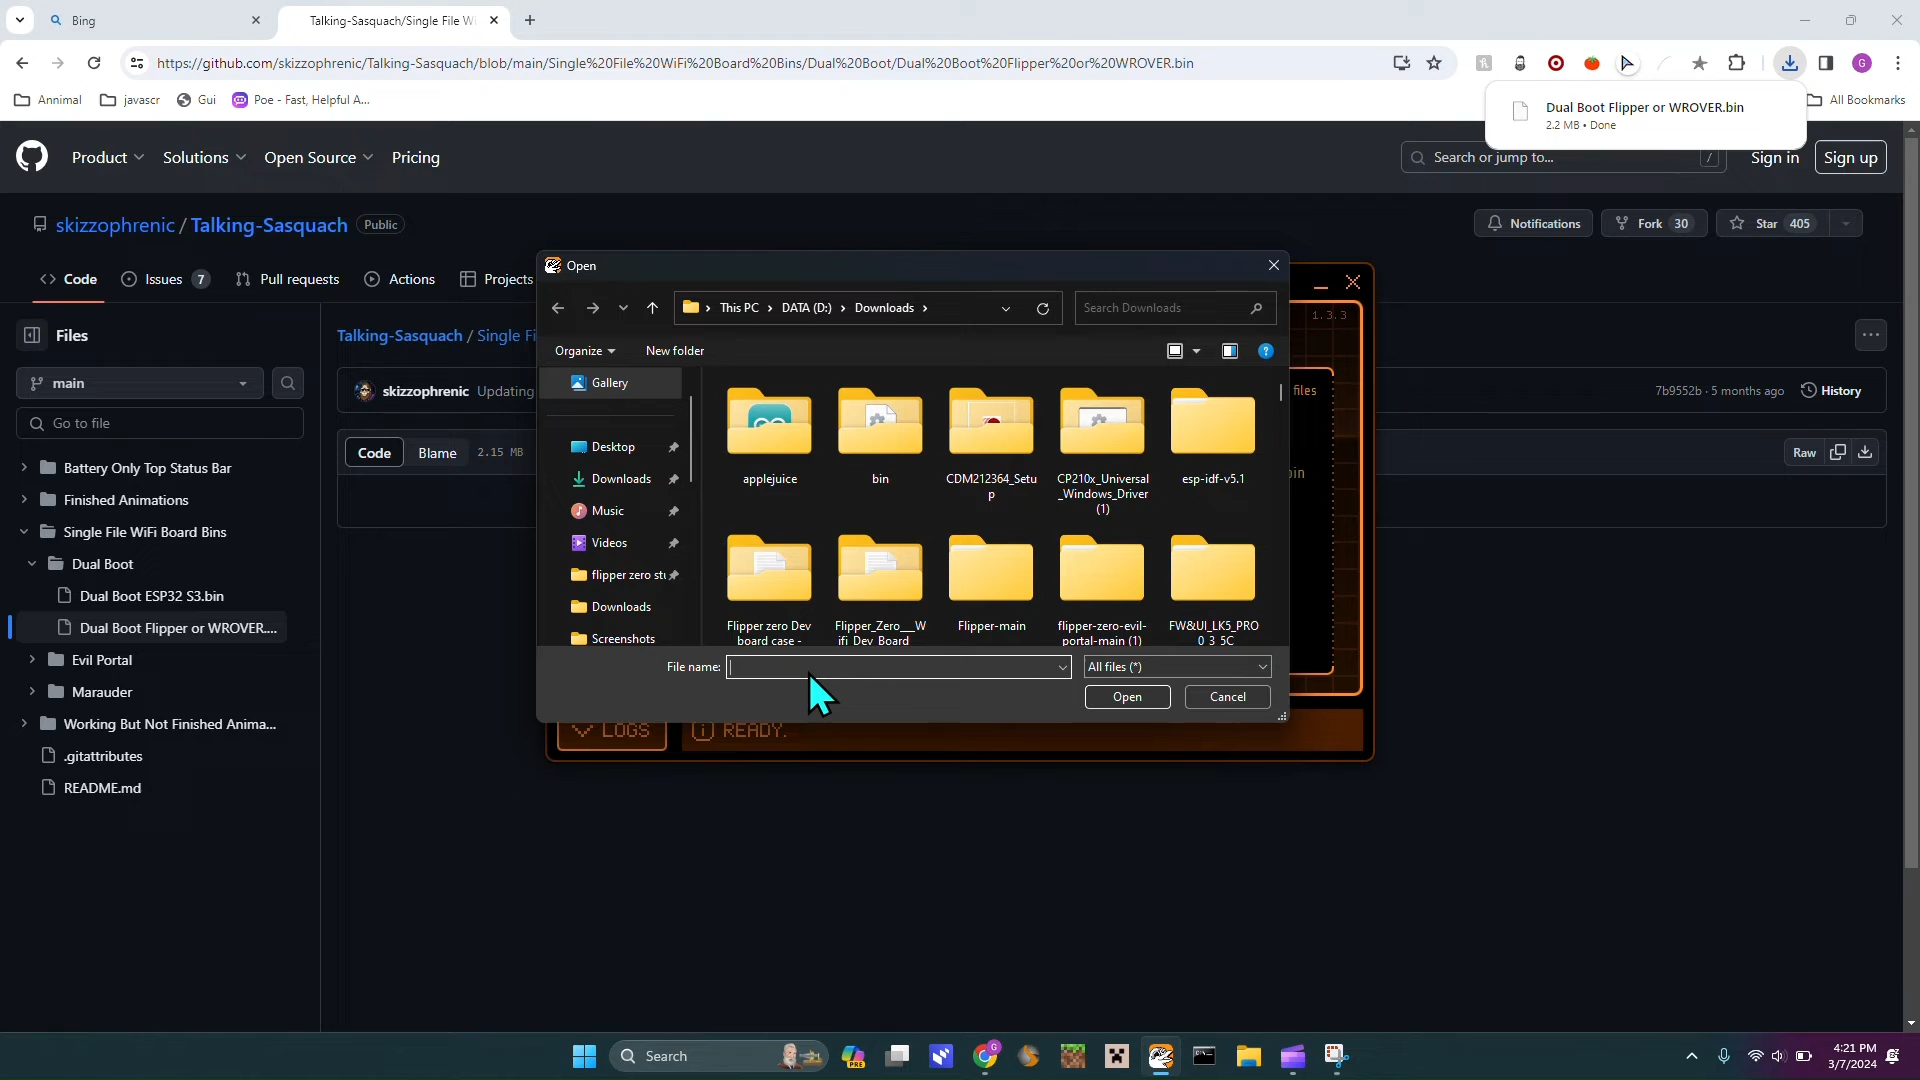 Bing
Talking-Sasquach/Single File Wi
https://github.com/skizzophrenic/Talking-Sasquach/blob/main/Single%20File%20WiFi%20Board%20Bins/Dual%20Boot/Dual%20Boot%20Flipper%20or%20WROVER.bin
Annimal
javascr
Gui
Poe - Fast, Helpful A...
All Bookmarks
Dual Boot Flipper or WROVER.bin
2.2 MB • Done
Product
Solutions
Open Source
Pricing
Search or jump to...
/
Sign in
Sign up
skizzophrenic / Talking-Sasquach
Public
Notifications
Fork 30
Star 405
Code
Issues 7
Pull requests
Actions
Projects
Files
main
Go to file
Battery Only Top Status Bar
Finished Animations
Single File WiFi Board Bins
Dual Boot
Dual Boot ESP32 S3.bin
Dual Boot Flipper or WROVER....
Evil Portal
Marauder
Working But Not Finished Anima...
.gitattributes
README.md
Talking-Sasquach / Single Fi
skizzophrenic Updating
7b9552b · 5 months ago
History
Code
Blame
2.15 MB
Raw
Open
This PC > DATA (D:) > Downloads >
Search Downloads
Organize
New folder
Gallery
Desktop
Downloads
Music
Videos
flipper zero stu
Downloads
Screenshots
applejuice
bin
CDM212364_Setu
p
CP210x_Universal
_Windows_Driver
(1)
esp-idf-v5.1
Flipper zero Dev
board case -
Flipper_Zero___W
ifi Dev Board
Flipper-main
flipper-zero-evil-
portal-main (1)
FW&UI_LK5_PRO
0 3 5C
File name:
All files (*)
Open
Cancel
1.3.3
files
in
LOGS
READY.
Search
PRE
4:21 PM
3/7/2024